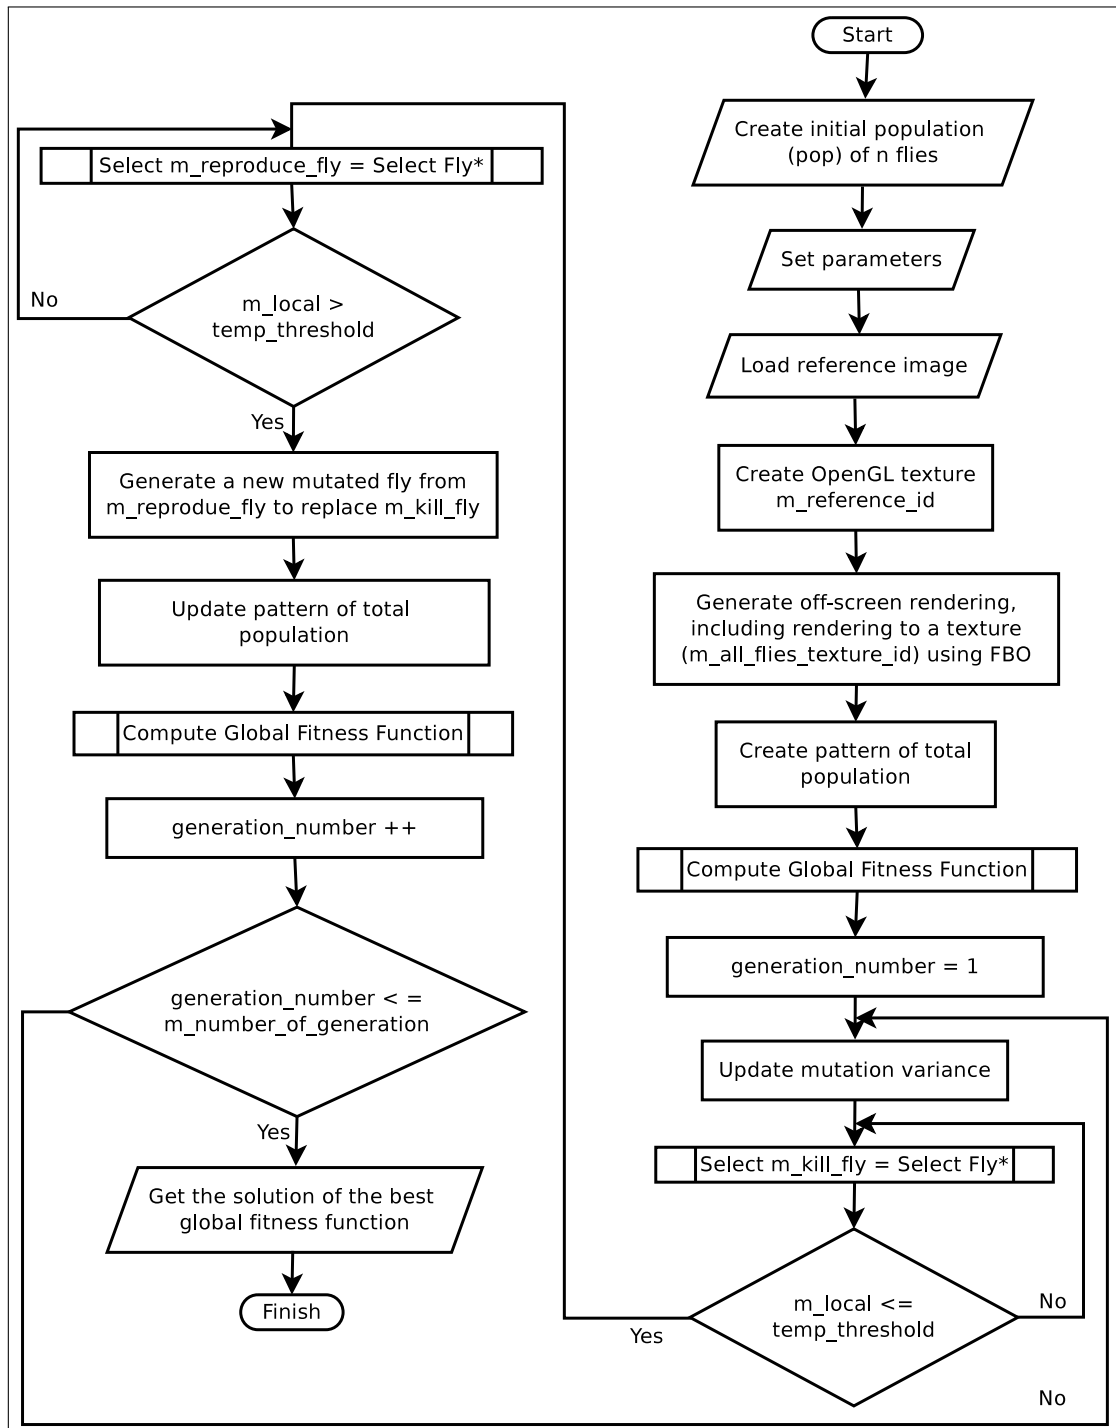 Start
Create initial population
(pop) of n flies
Set parameters
Load reference image
Create OpenGL texture
m_reference_id
Generate off-screen rendering,
including rendering to a texture
(m_all_flies_texture_id) using FBO
Create pattern of total
population
Compute Global Fitness Function
generation_number = 1
Update mutation variance
Select m_kill_fly = Select Fly*
m_local <=
temp_threshold
No
Yes
Select m_reproduce_fly = Select Fly*
m_local >
temp_threshold
No
Yes
Generate a new mutated fly from
m_reprodue_fly to replace m_kill_fly
Update pattern of total
population
Compute Global Fitness Function
generation_number ++
generation_number < =
m_number_of_generation
Yes
No
Get the solution of the best
global fitness function
Finish